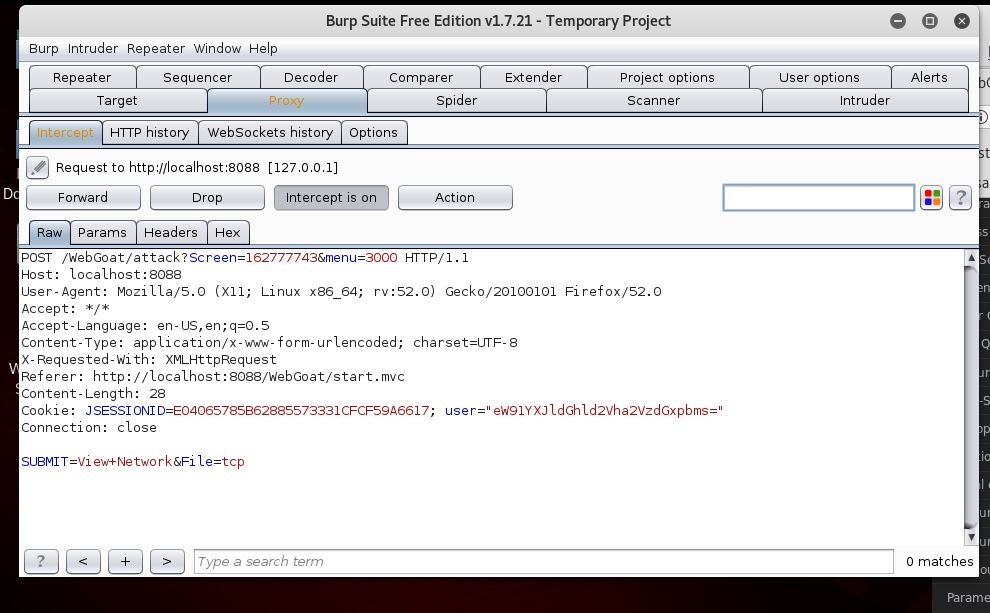 Burp Suite Free Edition v1.7.21 - Temporary Project
Burp Intruder Repeater Window Help
Repeater Sequencer Decoder Comparer Extender Project options User options Alerts
Target Proxy Spider Scanner Intruder
Intercept HTTP history WebSockets history Options
Request to http://localhost:8088 [127.0.0.1]
Forward Drop Intercept is on Action ?
Raw Params Headers Hex
POST /WebGoat/attack?Screen=162777743&menu=3000 HTTP/1.1
Host: localhost:8088
User-Agent: Mozilla/5.0 (X11; Linux x86_64; rv:52.0) Gecko/20100101 Firefox/52.0
Accept: */*
Accept-Language: en-US,en;q=0.5
Content-Type: application/x-www-form-urlencoded; charset=UTF-8
X-Requested-With: XMLHttpRequest
Referer: http://localhost:8088/WebGoat/start.mvc
Content-Length: 28
Cookie: JSESSIONID=E04065785B62885573331CFCF59A6617; user="eW91YXJldGhld2Vha2VzdGxpbms="
Connection: close
SUBMIT=View+Network&File=tcp
? < + > Type a search term 0 matches